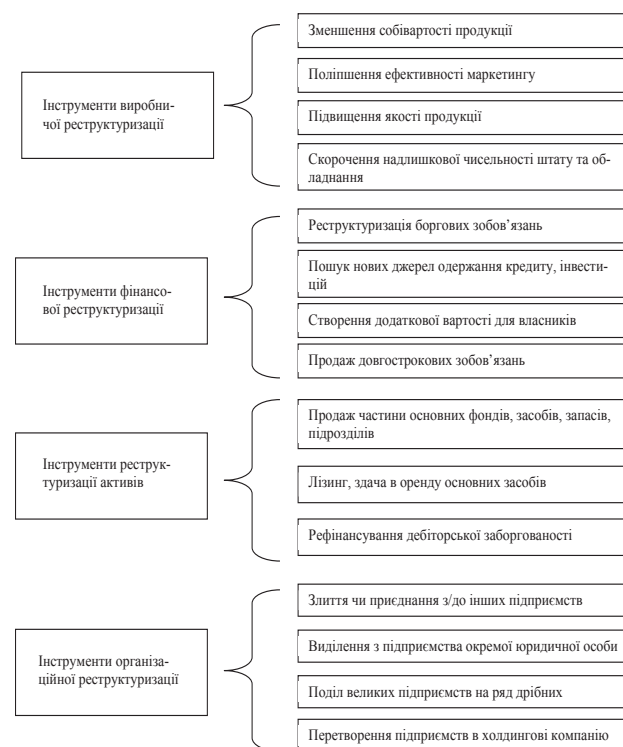 Інструменти виробни-
чої реструктуризації
Зменшення собівартості продукції
Поліпшення ефективності маркетингу
Підвищення якості продукції
Скорочення надлишкової чисельності штату та об-
ладнання
Інструменти фінансо-
вої реструктуризації
Реструктуризація боргових зобов’язань
Пошук нових джерел одержання кредиту, інвести-
цій
Створення додаткової вартості для власників
Продаж довгострокових зобов’язань
Інструменти реструк-
туризації активів
Продаж частини основних фондів, засобів, запасів,
підрозділів
Лізинг, здача в оренду основних засобів
Рефінансування дебіторської заборгованості
Інструменти організа-
ційної реструктуризації
Злиття чи приєднання з/до інших підприємств
Виділення з підприємства окремої юридичної особи
Поділ великих підприємств на ряд дрібних
Перетворення підприємств в холдингові компанію